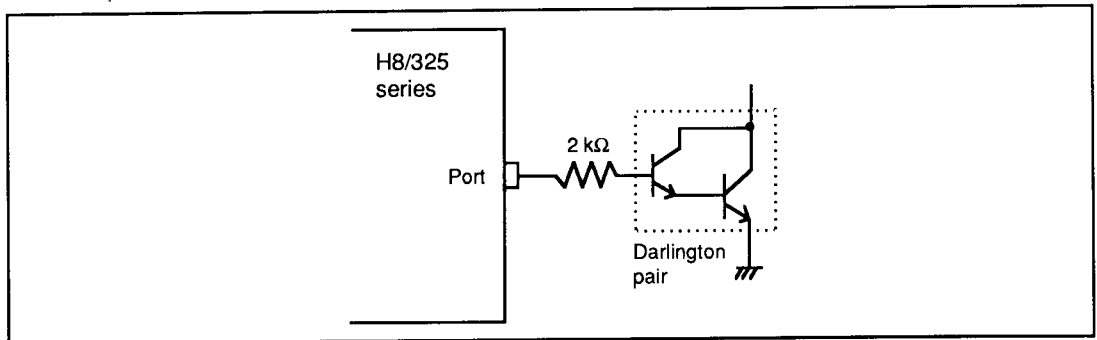 H8/325
series
2 kΩ
Port
Darlington
pair